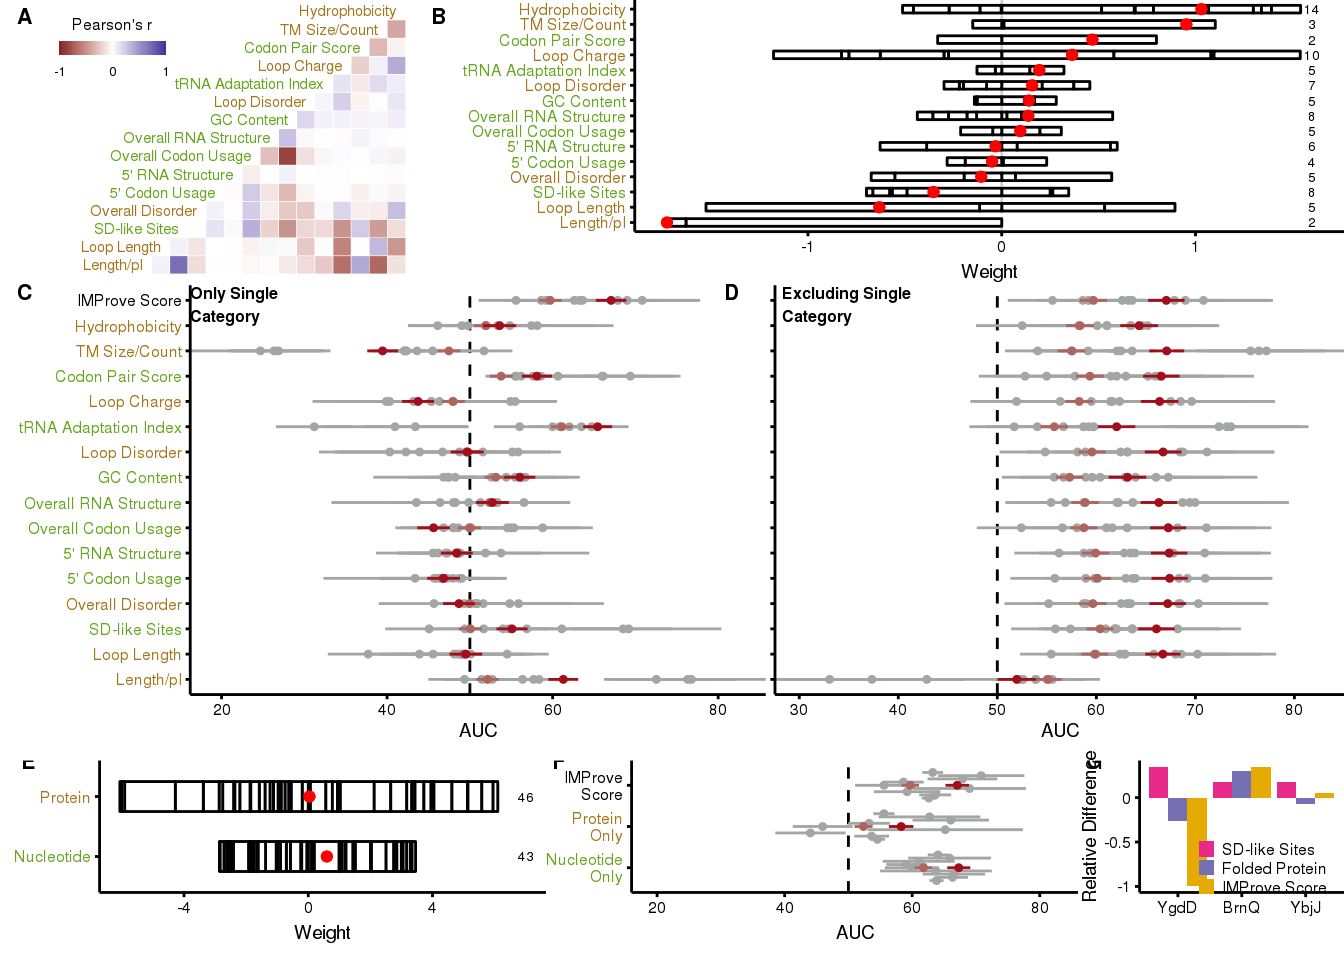 A
Pearson's r
-1 0 1
Hydrophobicity
TM Size/Count
Codon Pair Score
Loop Charge
tRNA Adaptation Index
Loop Disorder
GC Content
Overall RNA Structure
Overall Codon Usage
5' RNA Structure
5' Codon Usage
Overall Disorder
SD-like Sites
Loop Length
Length/pI
B
Hydrophobicity 14
TM Size/Count 3
Codon Pair Score 2
Loop Charge 10
tRNA Adaptation Index 5
Loop Disorder 7
GC Content 5
Overall RNA Structure 8
Overall Codon Usage 5
5' RNA Structure 6
5' Codon Usage 4
Overall Disorder 5
SD-like Sites 8
Loop Length 5
Length/pI 2
-1 0 1
Weight
C
Only Single
Category
IMProve Score
Hydrophobicity
TM Size/Count
Codon Pair Score
Loop Charge
tRNA Adaptation Index
Loop Disorder
GC Content
Overall RNA Structure
Overall Codon Usage
5' RNA Structure
5' Codon Usage
Overall Disorder
SD-like Sites
Loop Length
Length/pI
20 40 60 80
AUC
D
Excluding Single
Category
30 40 50 60 70 80
AUC
E
Protein 46
Nucleotide 43
-4 0 4
Weight
F
IMProve
Score
Protein
Only
Nucleotide
Only
20 40 60 80
AUC
Relative Difference
0
-0.5
-1
SD-like Sites
Folded Protein
IMProve Score
YgdD BrnQ YbjJ